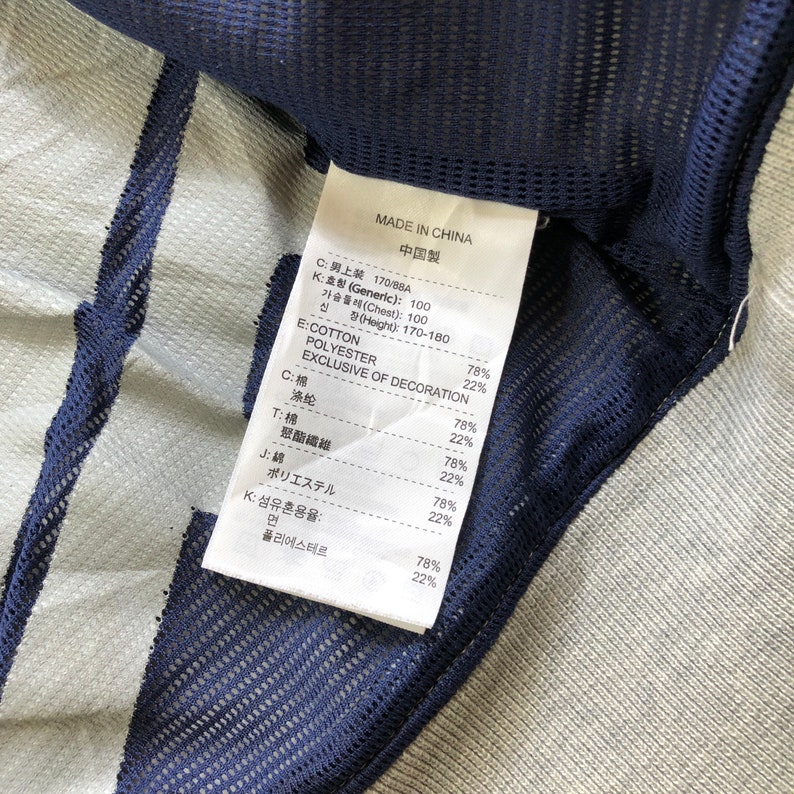 MADE IN CHINA
中国製
C: 男上装 170/88A
K: 호칭 (Generic): 100
가슴둘레(Chest): 100
신 장(Height): 170-180
E: COTTON 78%
POLYESTER 22%
EXCLUSIVE OF DECORATION
C: 棉 78%
涤纶 22%
T: 棉 78%
聚酯纖維 22%
J: 綿 78%
ポリエステル 22%
K: 섬유혼용율:
면 78%
폴리에스테르 22%